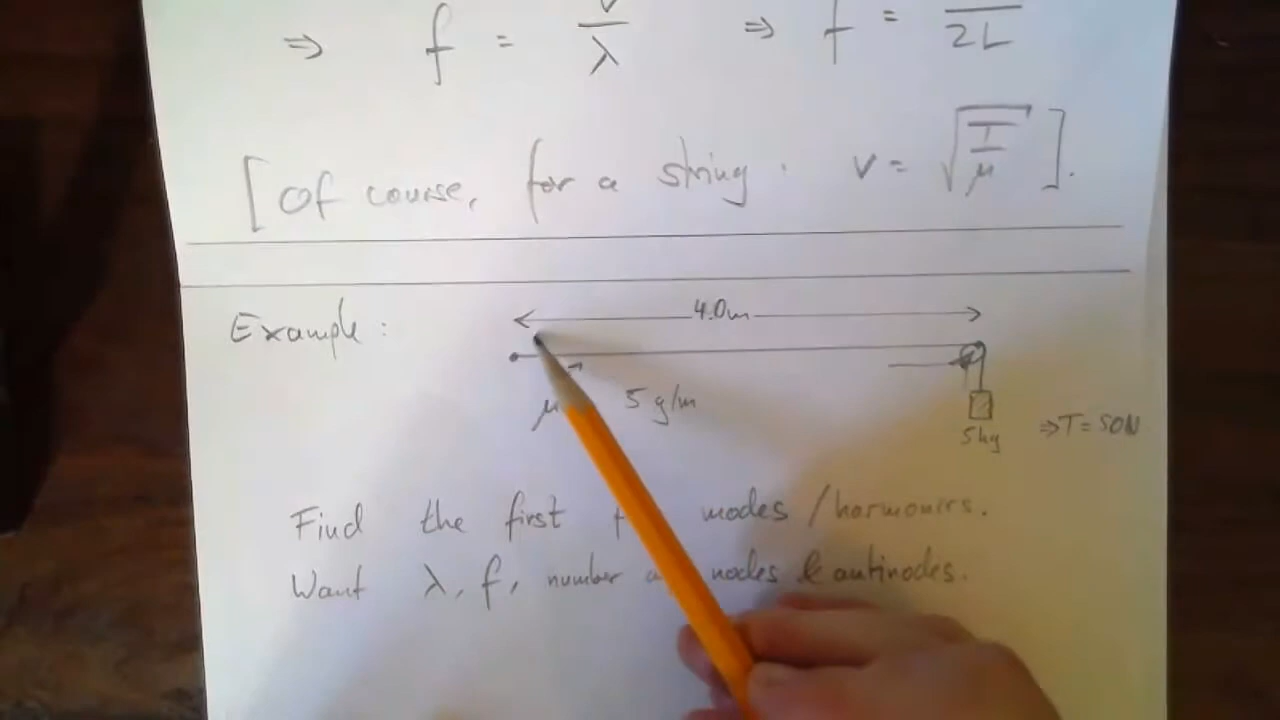 ⇒ f = v/λ ⇒ f = /2L
[Of course, for a string: v = √(T/μ)].
Example:
4.0m
μ 5 g/m
5kg ⇒T=50N
Find the first modes/harmonics.
Want λ, f, number nodes & antinodes.